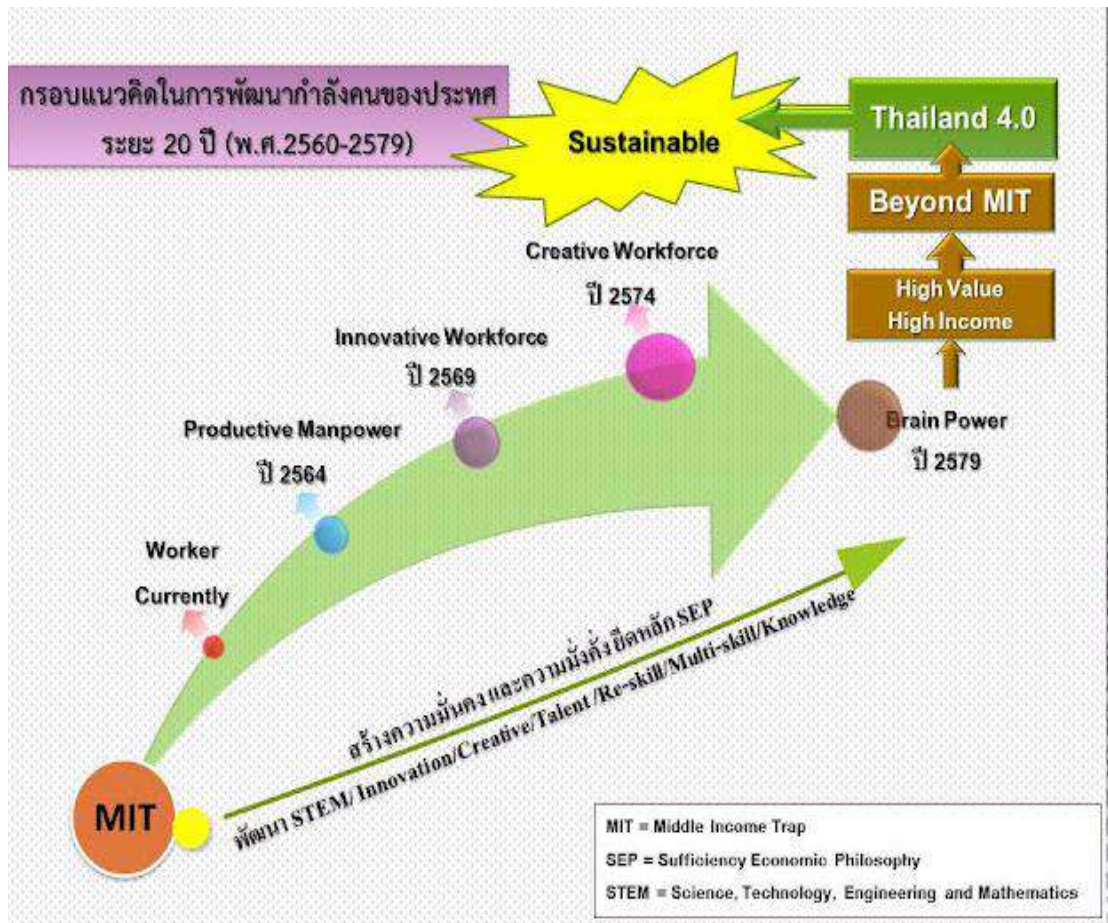 กรอบแนวคิดในการพัฒนากำลังคนของประทศ
ระยะ 20 ปี (พ.ศ.2560-2579)
Sustainable
Thailand 4.0
Beyond MIT
High Value
High Income
Creative Workforce
ปี 2574
Innovative Workforce
ปี 2569
Productive Manpower
ปี 2564
Worker
Currently
Brain Power
ปี 2579
สร้างความมั่นคง และความมั่งคั่ง ยึดหลัก SEP
พัฒนา STEM/ Innovation/Creative/Talent /Re-skill/Multi-skill/Knowledge
MIT
MIT = Middle Income Trap
SEP = Sufficiency Economic Philosophy
STEM = Science, Technology, Engineering and Mathematics